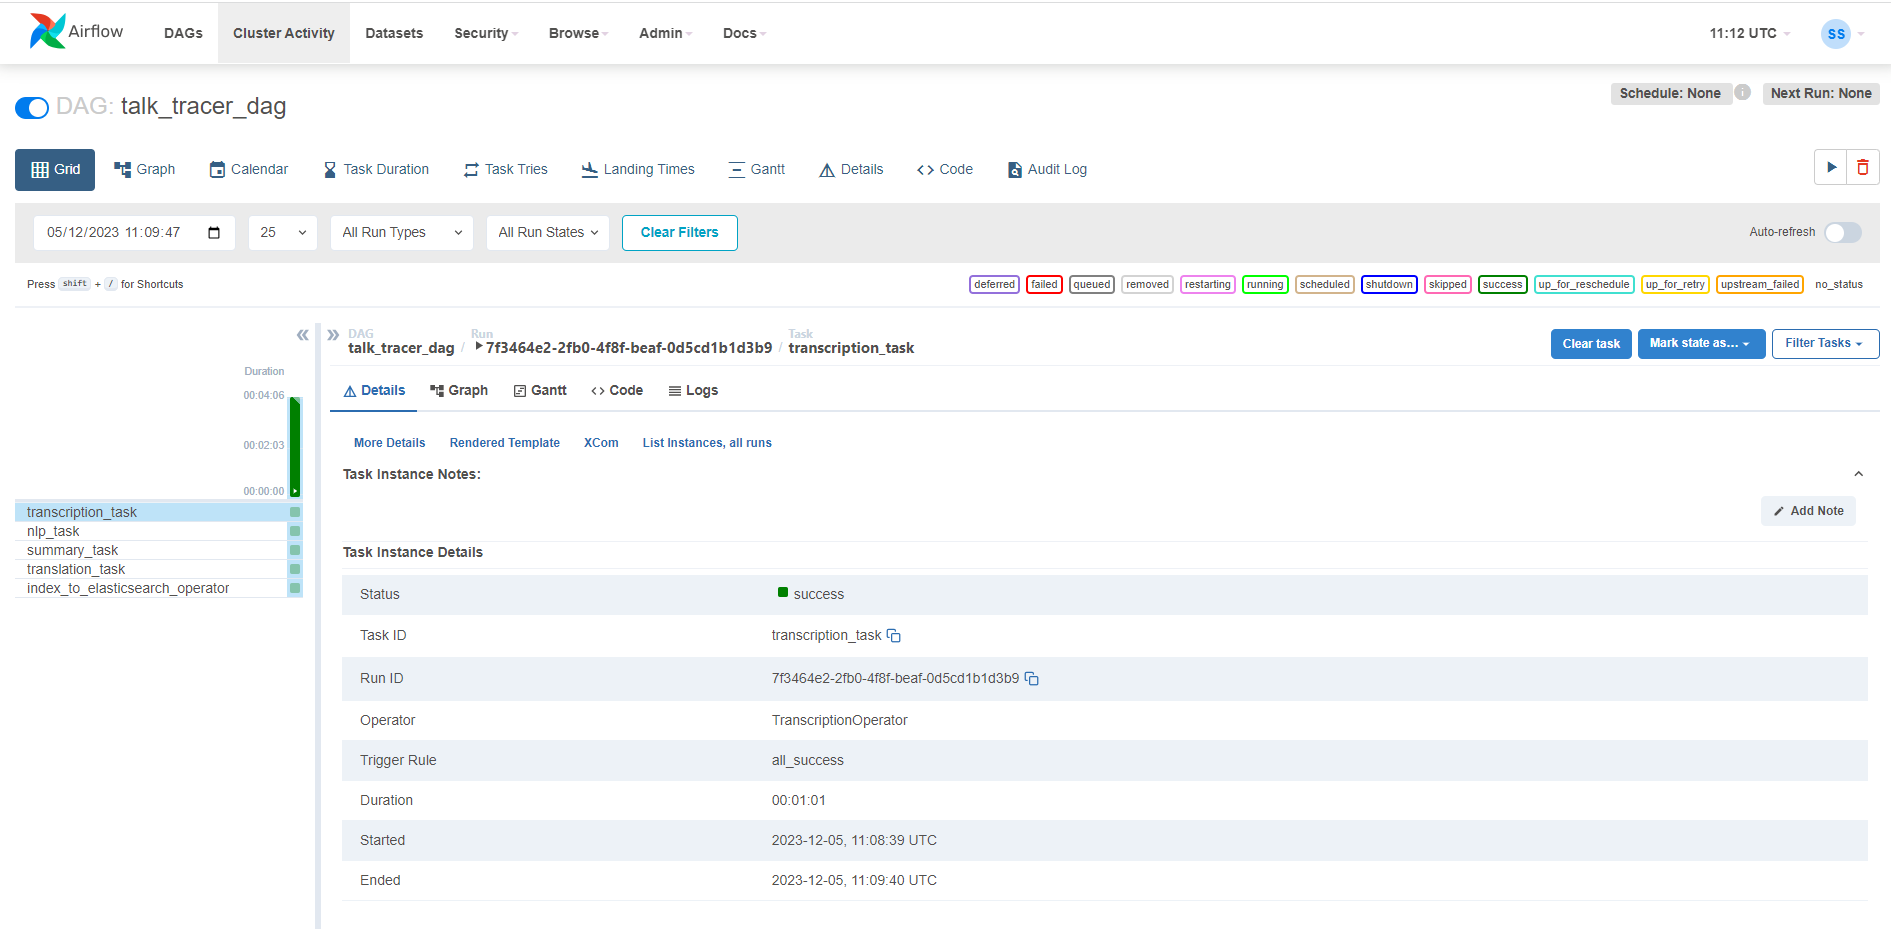 Airflow DAGs Cluster Activity Datasets Security Browse Admin Docs 11:12 UTC SS
DAG: talk_tracer_dag Schedule: None Next Run: None
Grid Graph Calendar Task Duration Task Tries Landing Times Gantt Details Code Audit Log
05/12/2023 11:09:47 25 All Run Types All Run States Clear Filters Auto-refresh
Press shift + / for Shortcuts deferred failed queued removed restarting running scheduled shutdown skipped success up_for_reschedule up_for_retry upstream_failed no_status
DAG Run Task
talk_tracer_dag / 7f3464e2-2fb0-4f8f-beaf-0d5cd1b1d3b9 / transcription_task Clear task Mark state as... Filter Tasks
Duration
00:04:06
00:02:03
00:00:00
transcription_task
nlp_task
summary_task
translation_task
index_to_elasticsearch_operator
Details Graph Gantt Code Logs
More Details Rendered Template XCom List Instances, all runs
Task Instance Notes:
Add Note
Task Instance Details
Status success
Task ID transcription_task
Run ID 7f3464e2-2fb0-4f8f-beaf-0d5cd1b1d3b9
Operator TranscriptionOperator
Trigger Rule all_success
Duration 00:01:01
Started 2023-12-05, 11:08:39 UTC
Ended 2023-12-05, 11:09:40 UTC